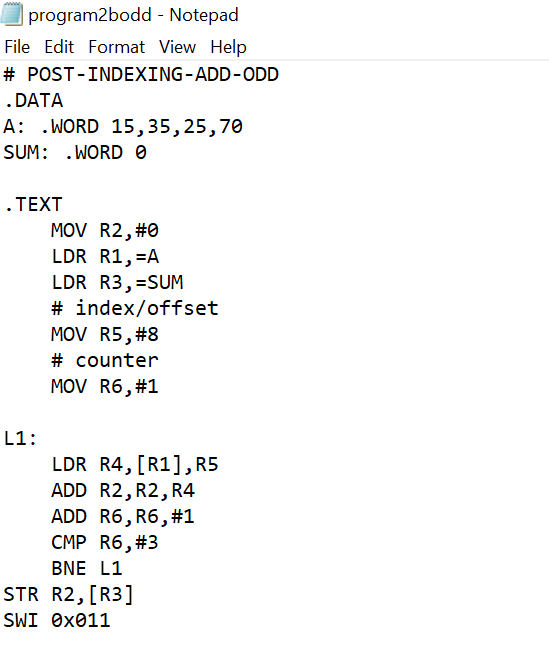 program2bodd - Notepad
File Edit Format View Help
# POST-INDEXING-ADD-ODD
.DATA
A: .WORD 15,35,25,70
SUM: .WORD 0

.TEXT
    MOV R2,#0
    LDR R1,=A
    LDR R3,=SUM
    # index/offset
    MOV R5,#8
    # counter
    MOV R6,#1

L1:
    LDR R4,[R1],R5
    ADD R2,R2,R4
    ADD R6,R6,#1
    CMP R6,#3
    BNE L1
STR R2,[R3]
SWI 0x011